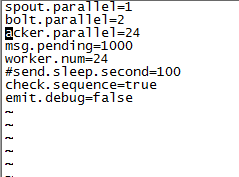 spout.parallel=1
bolt.parallel=2
acker.parallel=24
msg.pending=1000
worker.num=24
#send.sleep.second=100
check.sequence=true
emit.debug=false
~
~
~
~
~